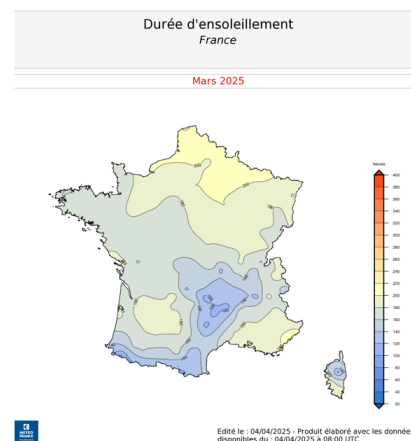 Durée d'ensoleillement
France
Mars 2025
heures
400
380
360
340
320
300
280
260
240
220
200
180
160
140
120
100
80
60
40
20
METEO
FRANCE
Edité le : 04/04/2025 - Produit élaboré avec les donnée
disponibles du : 04/04/2025 à 08:00 UTC